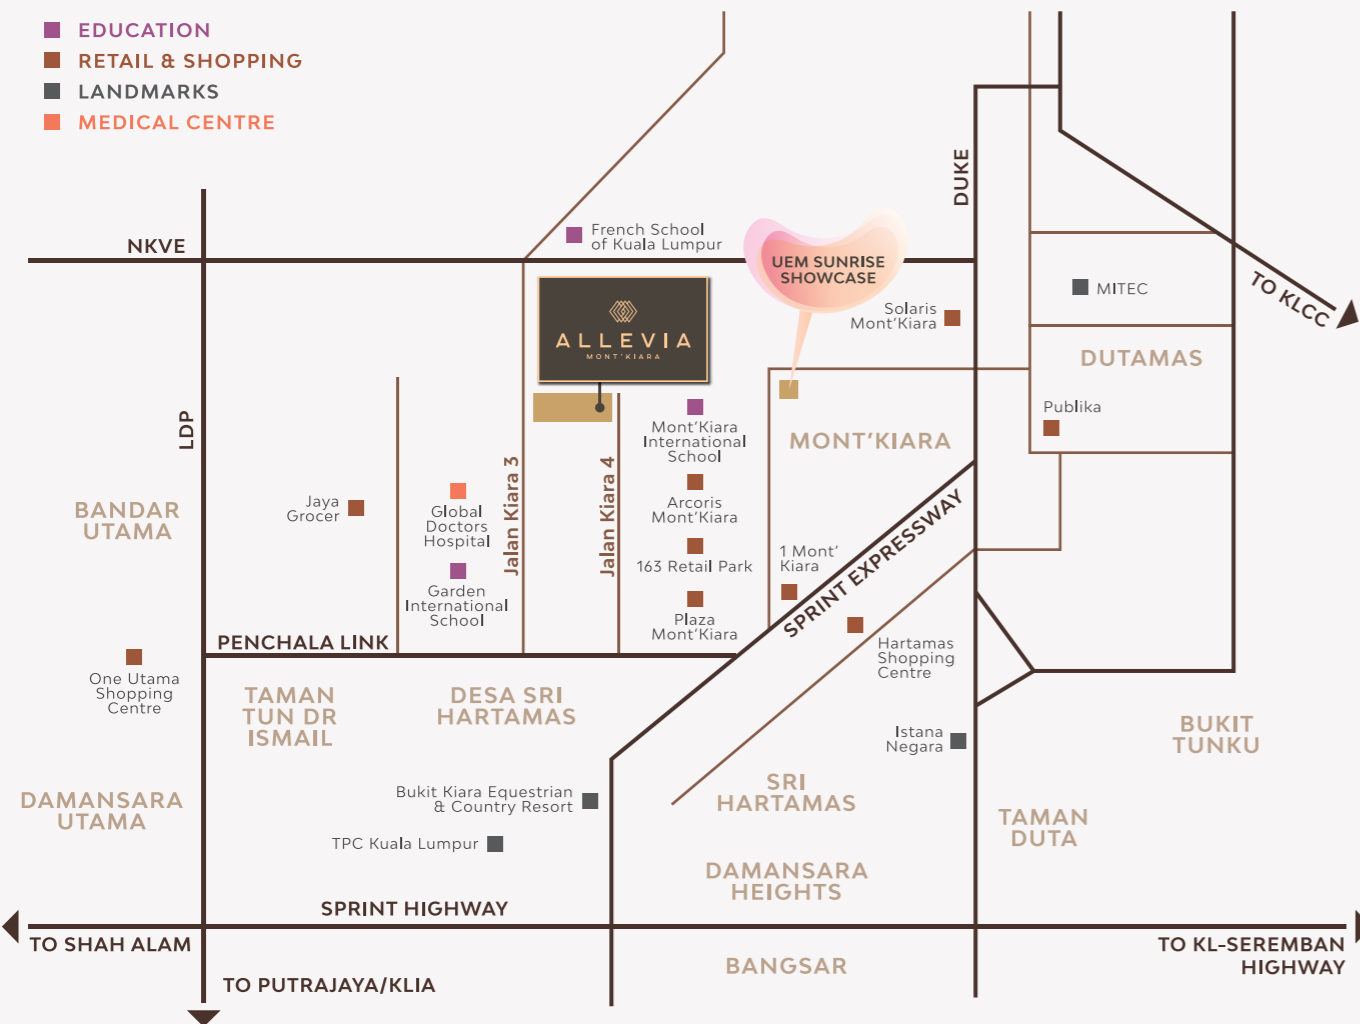 EDUCATION
RETAIL & SHOPPING
LANDMARKS
MEDICAL CENTRE
DUKE
French School
of Kuala Lumpur
NKVE
UEM SUNRISE
SHOWCASE
TO KLCC
MITEC
Solaris
Mont'Kiara
ALLEVIA
MONT'KIARA
DUTAMAS
Publika
LDP
Mont'Kiara
International
School
MONT'KIARA
Jalan Kiara 3
Jalan Kiara 4
BANDAR
UTAMA
Jaya
Grocer
Global
Doctors
Hospital
Arcoris
Mont'Kiara
SPRINT EXPRESSWAY
163 Retail Park
1 Mont'
Kiara
Garden
International
School
Plaza
Mont'Kiara
PENCHALA LINK
Hartamas
Shopping
Centre
One Utama
Shopping
Centre
TAMAN
TUN DR
ISMAIL
DESA SRI
HARTAMAS
Istana
Negara
BUKIT
TUNKU
DAMANSARA
UTAMA
Bukit Kiara Equestrian
& Country Resort
SRI
HARTAMAS
TPC Kuala Lumpur
TAMAN
DUTA
DAMANSARA
HEIGHTS
SPRINT HIGHWAY
TO SHAH ALAM
TO KL-SEREMBAN
HIGHWAY
BANGSAR
TO PUTRAJAYA/KLIA